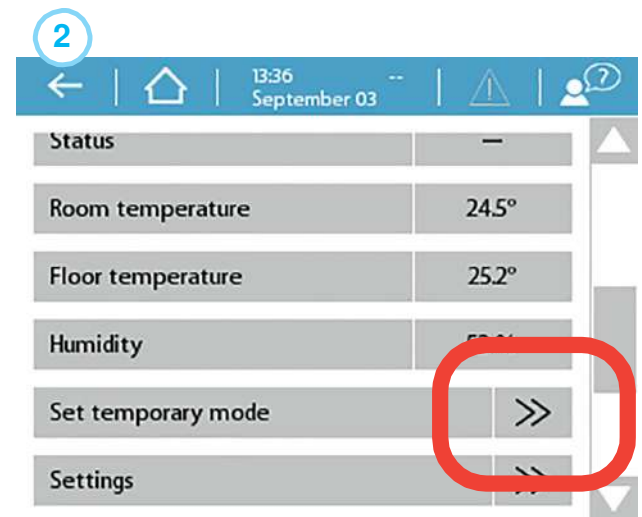 2
13:36 --
September 03
?
Status –
Room temperature 24.5°
Floor temperature 25.2°
Humidity
Set temporary mode >>
Settings >>